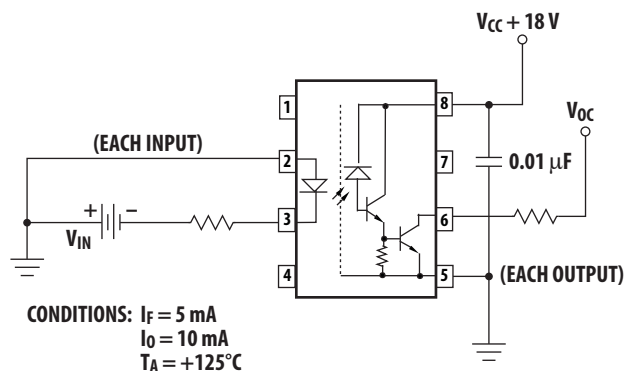 VCC + 18 V
VOC
1
8
(EACH INPUT)
2
7
0.01 μF
+
−
3
6
VIN
4
5
(EACH OUTPUT)
CONDITIONS: IF = 5 mA
IO = 10 mA
TA = +125°C